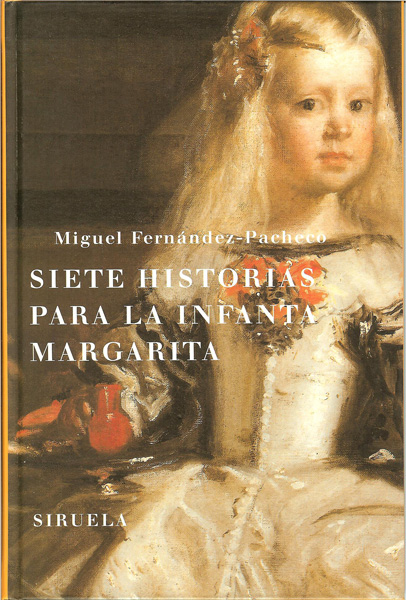 Miguel Fernández-Pacheco
SIETE HISTORIAS
PARA LA INFANTA
MARGARITA
SIRUELA